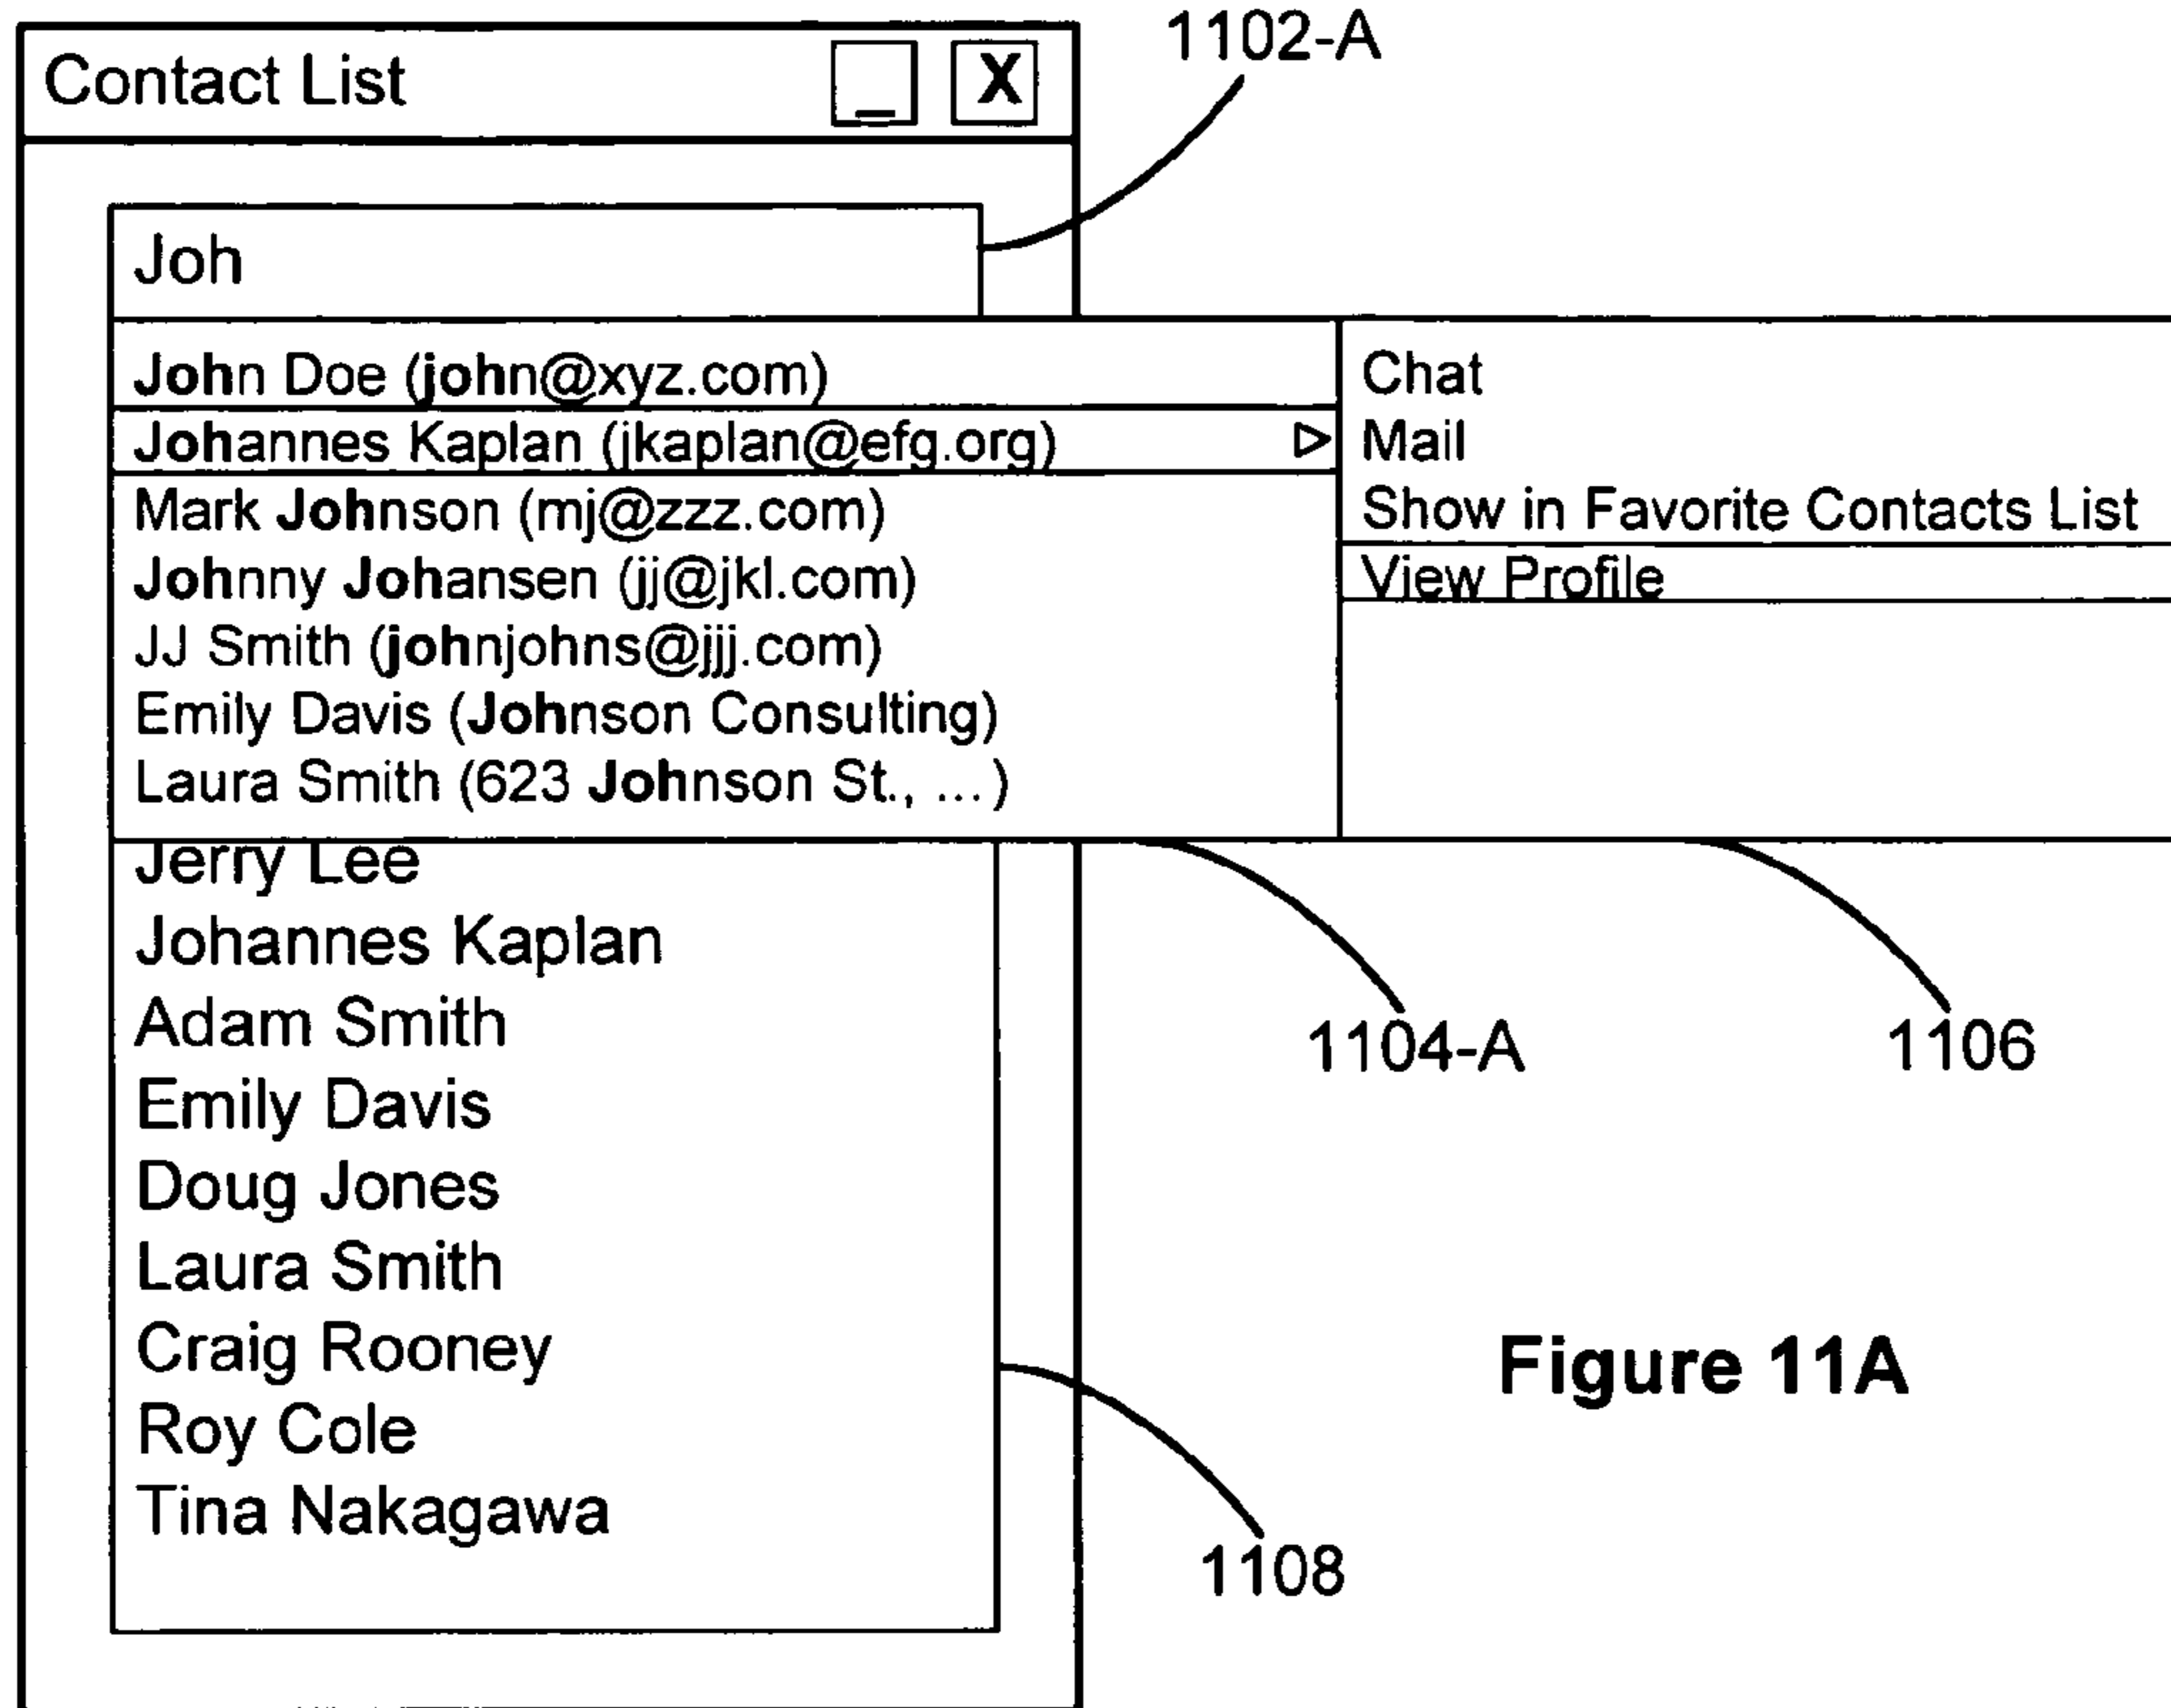 1102-A
Contact List _ X
Joh
John Doe (john@xyz.com)
Johannes Kaplan (jkaplan@efg.org)
Mark Johnson (mj@zzz.com)
Johnny Johansen (jj@jkl.com)
JJ Smith (johnjohns@jjj.com)
Emily Davis (Johnson Consulting)
Laura Smith (623 Johnson St., ...)
Chat
Mail
Show in Favorite Contacts List
View Profile
Jerry Lee
Johannes Kaplan
Adam Smith
Emily Davis
Doug Jones
Laura Smith
Craig Rooney
Roy Cole
Tina Nakagawa
1104-A
1106
1108
Figure 11A